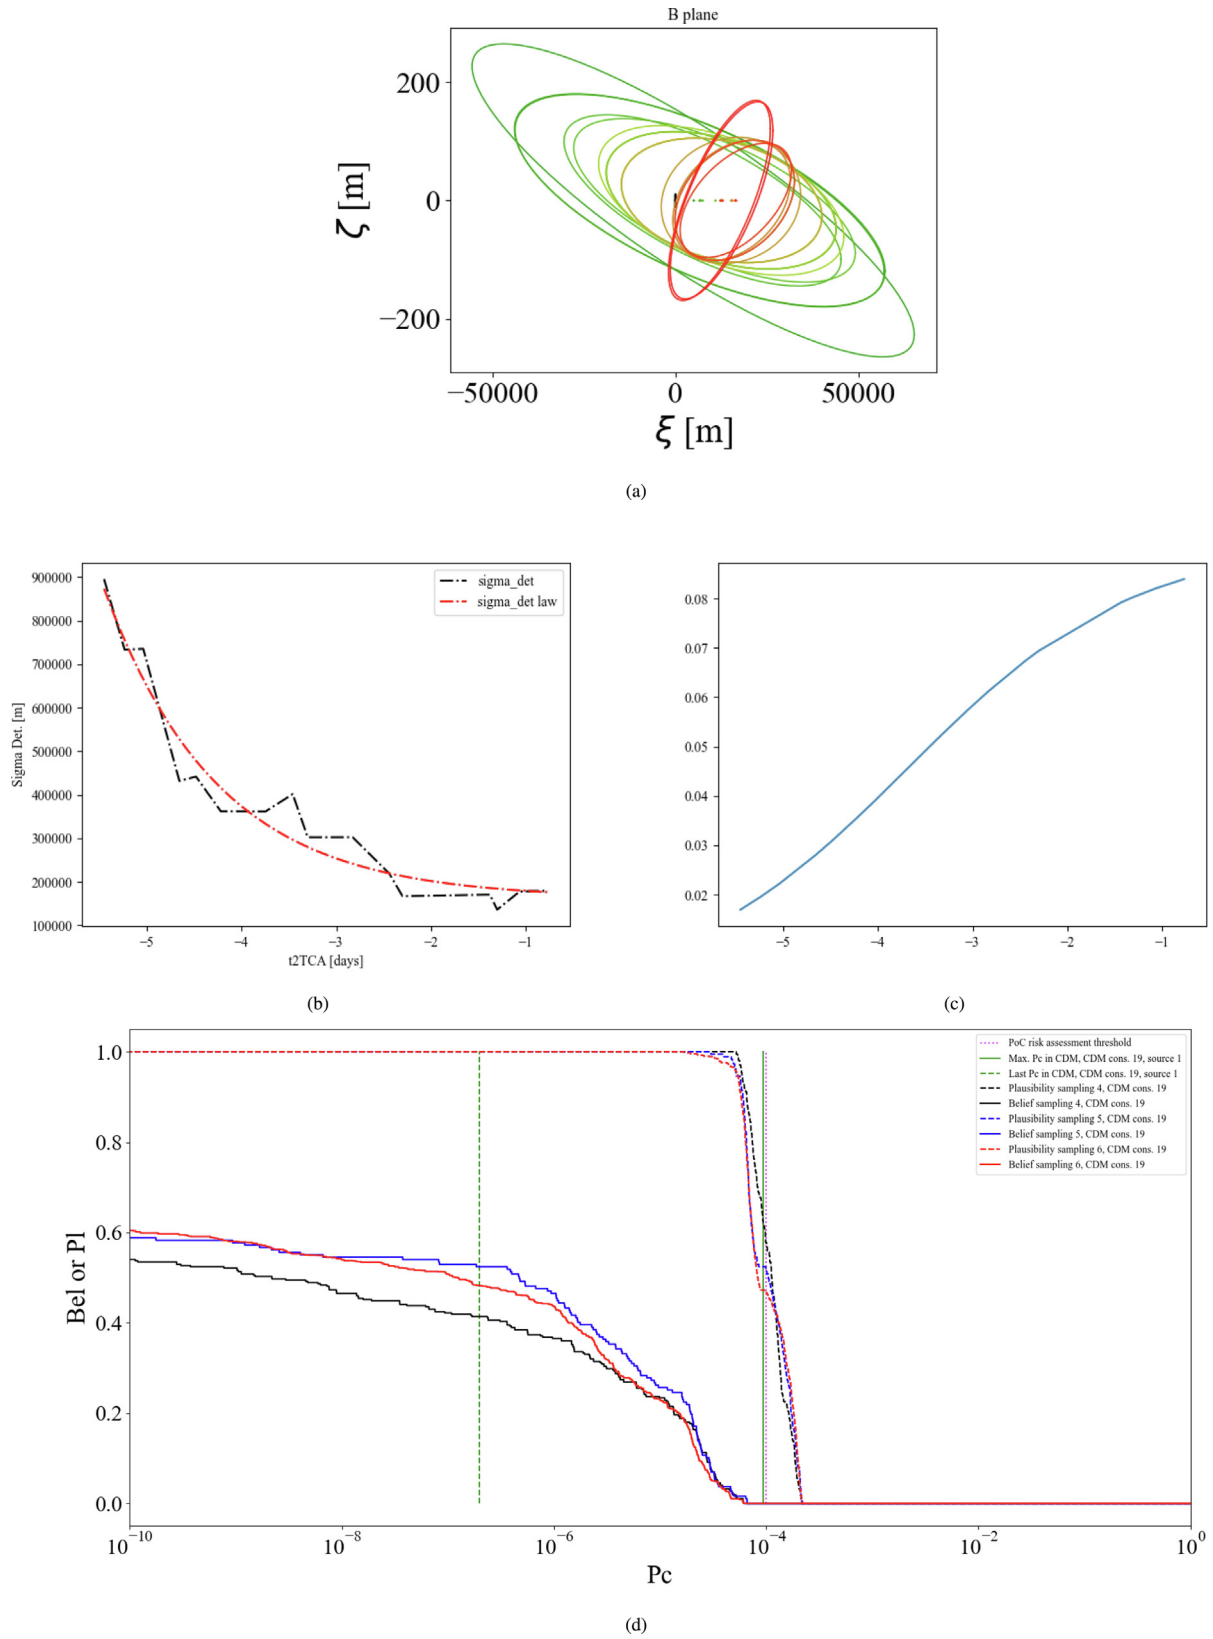 B plane
200
0
−200
ζ [m]
−50000
0
50000
ξ [m]
(a)
900000
800000
700000
600000
500000
400000
300000
200000
100000
Sigma Det. [m]
sigma_det
sigma_det law
−5
−4
−3
−2
−1
t2TCA [days]
(b)
0.08
0.07
0.06
0.05
0.04
0.03
0.02
−5
−4
−3
−2
−1
(c)
1.0
0.8
0.6
0.4
0.2
0.0
Bel or Pl
PoC risk assessment threshold
Max. Pc in CDM, CDM cons. 19, source 1
Last Pc in CDM, CDM cons. 19, source 1
Plausibility sampling 4, CDM cons. 19
Belief sampling 4, CDM cons. 19
Plausibility sampling 5, CDM cons. 19
Belief sampling 5, CDM cons. 19
Plausibility sampling 6, CDM cons. 19
Belief sampling 6, CDM cons. 19
10⁻¹⁰
10⁻⁸
10⁻⁶
10⁻⁴
10⁻²
10⁰
Pc
(d)